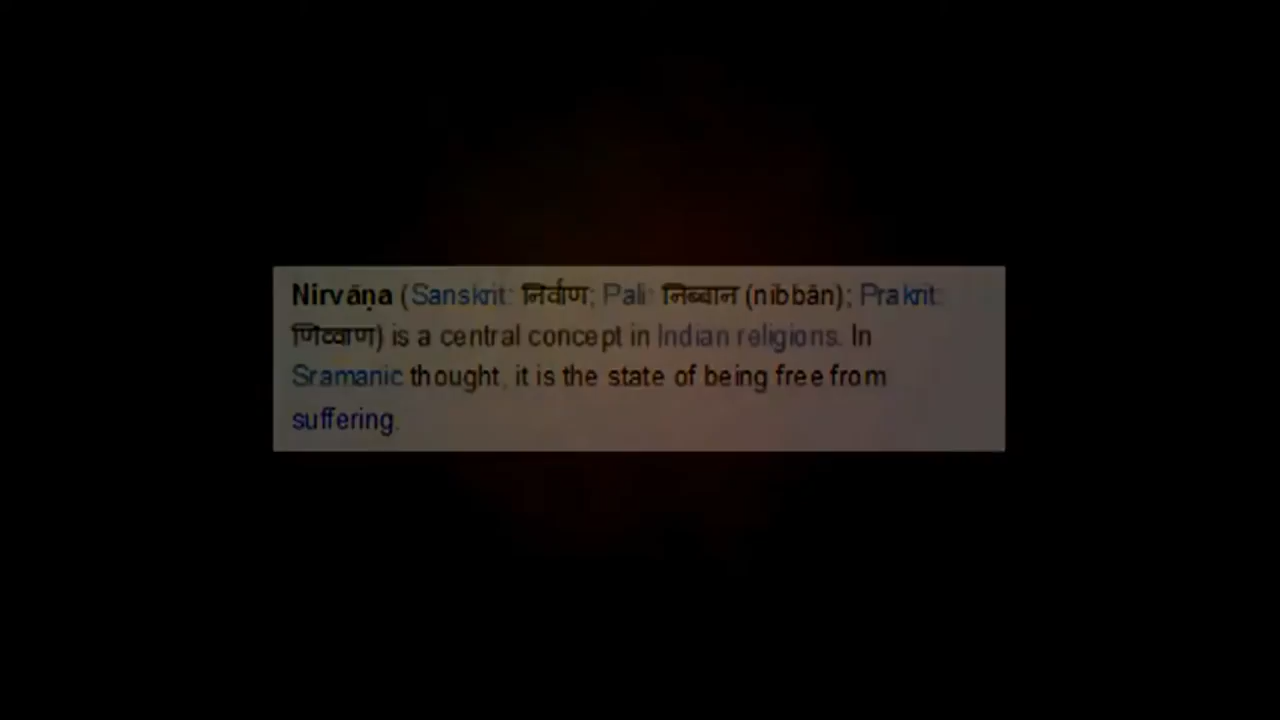 Nirvāṇa (Sanskrit: निर्वाण; Pali: निब्बान (nibbān); Prakrit:
णिव्वाण) is a central concept in Indian religions. In
Sramanic thought, it is the state of being free from
suffering.